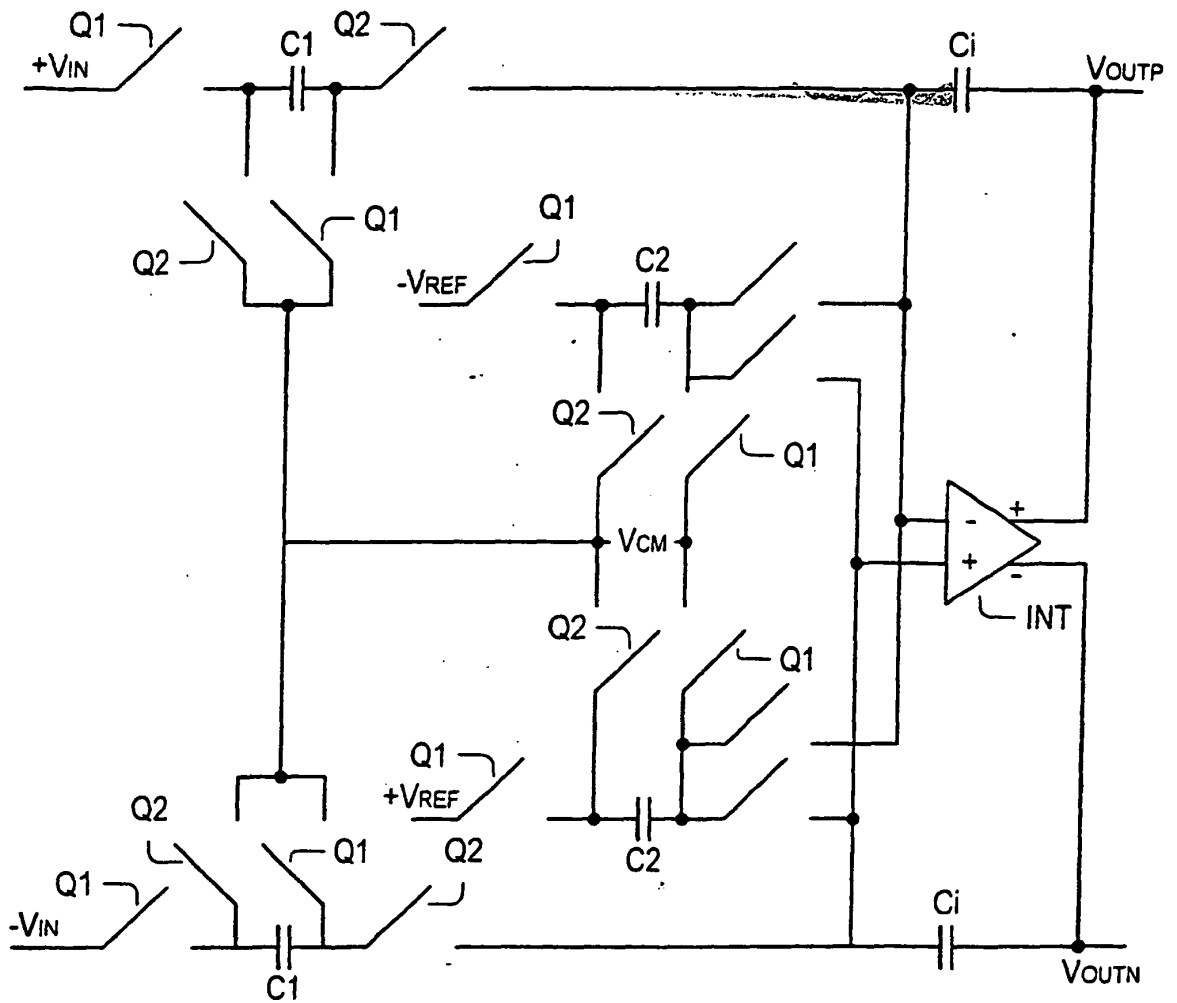 Q1
Q2
+VIN
C1
Ci
VOUTP
Q1
Q1
Q2
-VREF
C2
Q2
Q1
VCM
-
+
+
-
INT
Q2
Q1
Q1
+VREF
Q2
Q1
Q2
C2
Q1
-VIN
C1
Ci
VOUTN